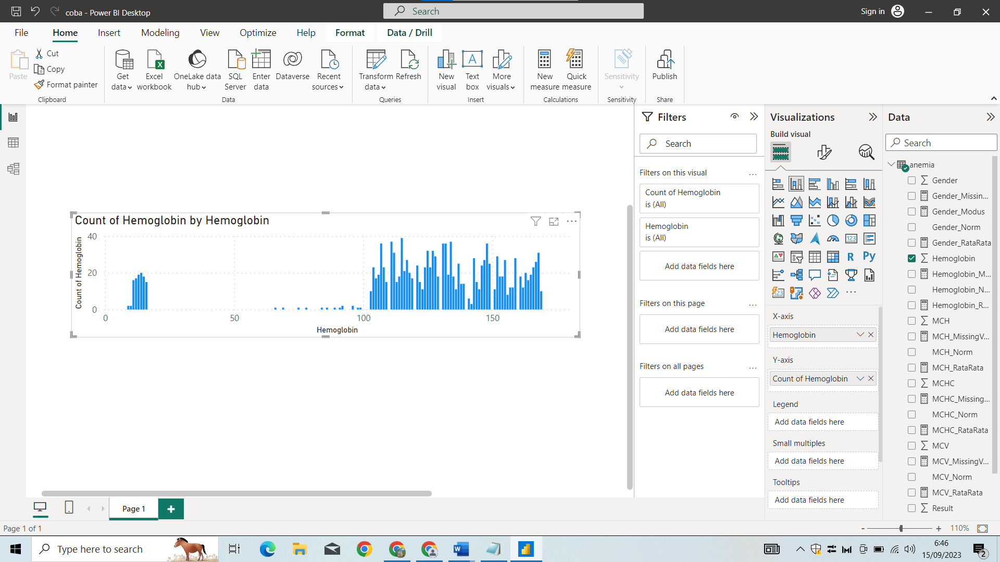 coba - Power BI Desktop
Search
Sign in
File
Home
Insert
Modeling
View
Optimize
Help
Format
Data / Drill
Paste
Cut
Copy
Format painter
Clipboard
Get data
Excel workbook
OneLake data hub
SQL Server
Enter data
Dataverse
Recent sources
Data
Transform data
Refresh
Queries
New visual
Text box
More visuals
Insert
New measure
Quick measure
Calculations
Sensitivity
Sensitivity
Publish
Share
Count of Hemoglobin by Hemoglobin
Count of Hemoglobin
40
20
0
0
50
100
150
Hemoglobin
Filters
Search
Filters on this visual
Count of Hemoglobin
is (All)
Hemoglobin
is (All)
Add data fields here
Filters on this page
Add data fields here
Filters on all pages
Add data fields here
Visualizations
Build visual
123
R
Py
123
X-axis
Hemoglobin
Y-axis
Count of Hemoglobin
Legend
Add data fields here
Small multiples
Add data fields here
Tooltips
Add data fields here
Data
Search
anemia
Gender
Gender_Missin...
Gender_Modus
Gender_Norm
Gender_RataRata
Hemoglobin
Hemoglobin_M...
Hemoglobin_N...
Hemoglobin_R...
MCH
MCH_MissingV...
MCH_Norm
MCH_RataRata
MCHC
MCHC_Missing...
MCHC_Norm
MCHC_RataRata
MCV
MCV_MissingV...
MCV_Norm
MCV_RataRata
Result
Page 1
Page 1 of 1
110%
Type here to search
6:46
15/09/2023
2